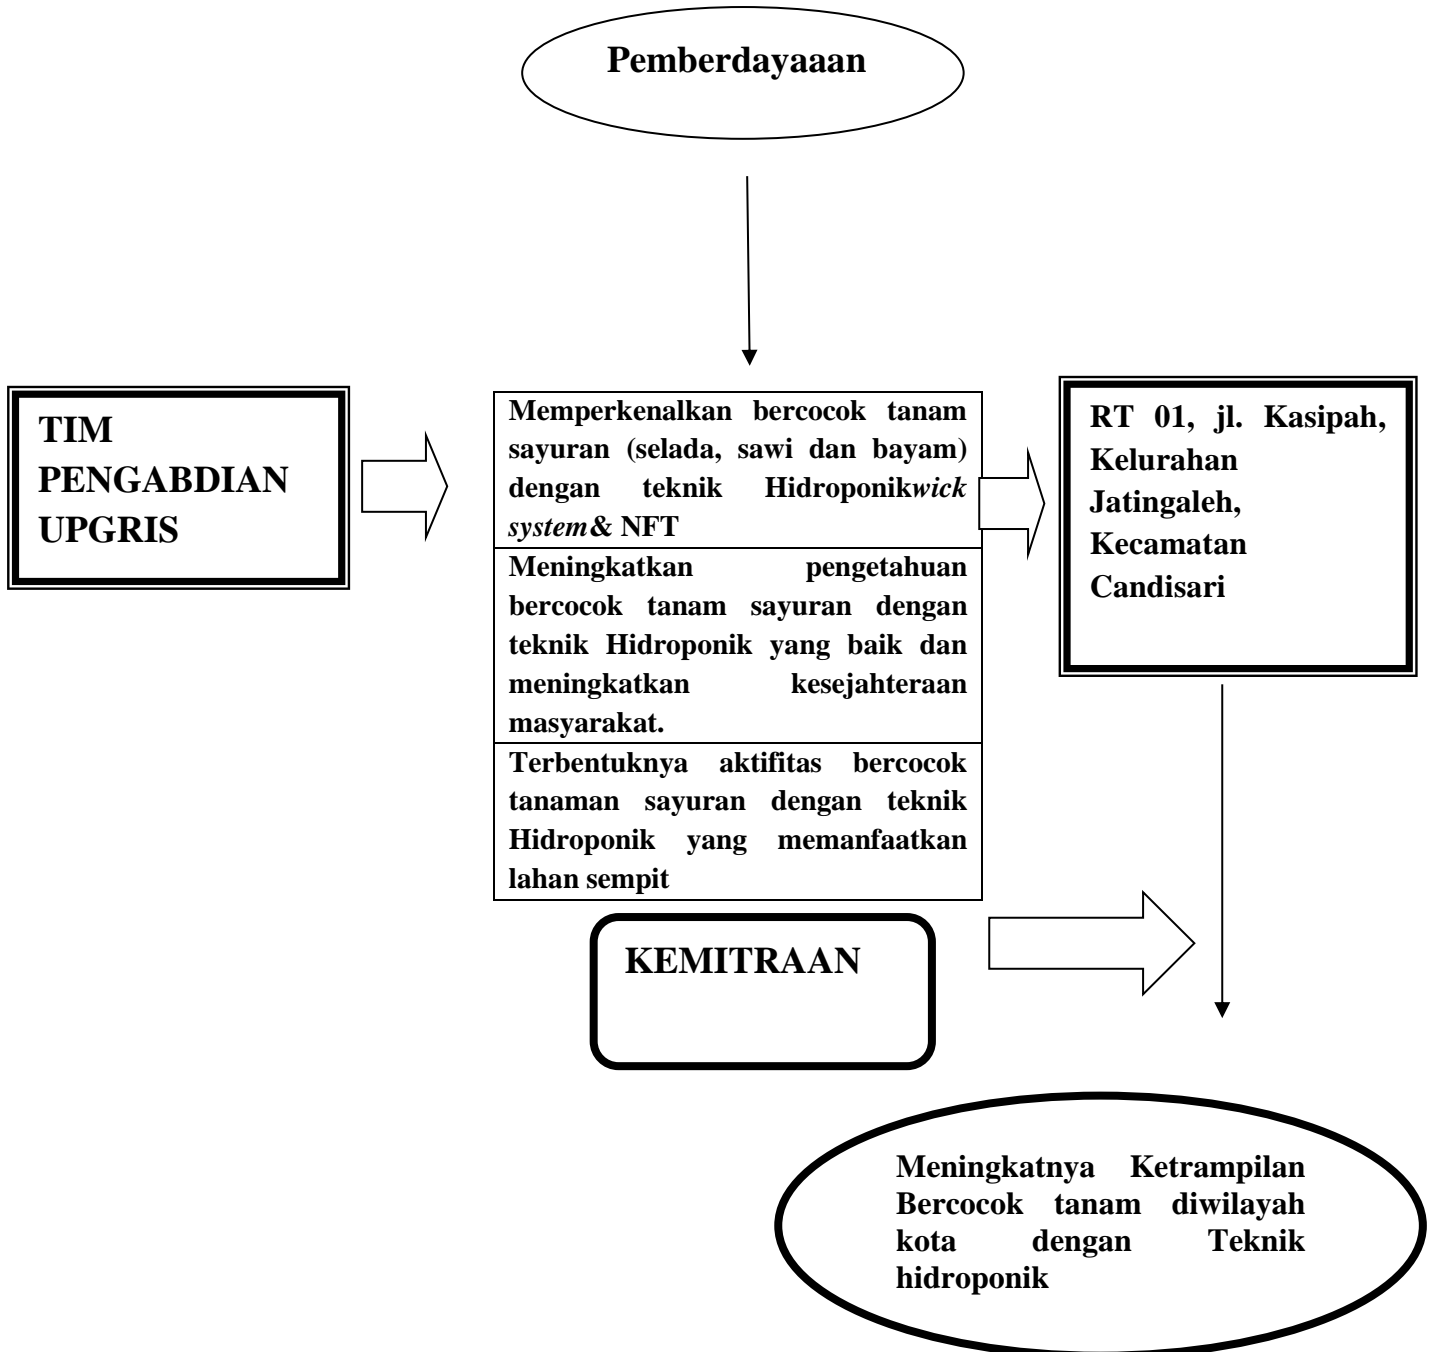 Pemberdayaaan
TIM
PENGABDIAN
UPGRIS
Memperkenalkan bercocok tanam
sayuran (selada, sawi dan bayam)
dengan teknik Hidroponikwick
system& NFT
Meningkatkan pengetahuan
bercocok tanam sayuran dengan
teknik Hidroponik yang baik dan
meningkatkan kesejahteraan
masyarakat.
Terbentuknya aktifitas bercocok
tanaman sayuran dengan teknik
Hidroponik yang memanfaatkan
lahan sempit
RT 01, jl. Kasipah,
Kelurahan
Jatingaleh,
Kecamatan
Candisari
KEMITRAAN
Meningkatnya Ketrampilan
Bercocok tanam diwilayah
kota dengan Teknik
hidroponik